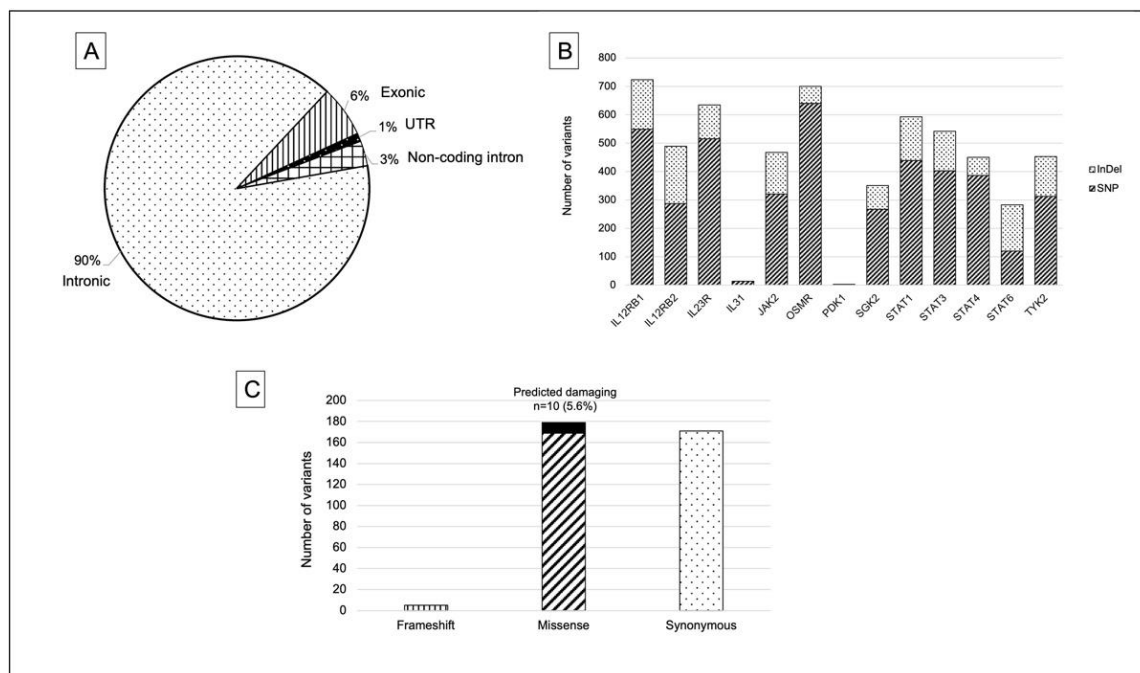 A
6% Exonic
1% UTR
3% Non-coding intron
90%
Intronic
B
Number of variants
800
700
600
500
400
300
200
100
0
IL12RB1
IL12RB2
IL23R
IL31
JAK2
OSMR
PDK1
SGK2
STAT1
STAT3
STAT4
STAT6
TYK2
InDel
SNP
C
Predicted damaging
n=10 (5.6%)
Number of variants
200
180
160
140
120
100
80
60
40
20
0
Frameshift
Missense
Synonymous